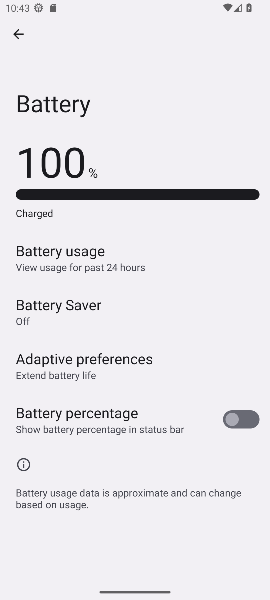 10:43
Battery
100%
Charged
Battery usage
View usage for past 24 hours
Battery Saver
Off
Adaptive preferences
Extend battery life
Battery percentage
Show battery percentage in status bar
Battery usage data is approximate and can change
based on usage.